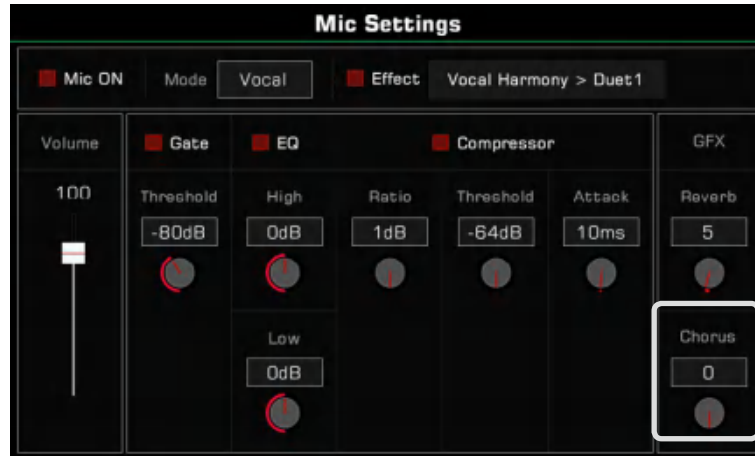 Mic Settings
Mic ON Mode Vocal Effect Vocal Harmony > Duet1
Volume Gate EQ Compressor GFX
100 Threshold High Ratio Threshold Attack Reverb
-80dB 0dB 1dB -64dB 10ms 5
Low Chorus
0dB 0